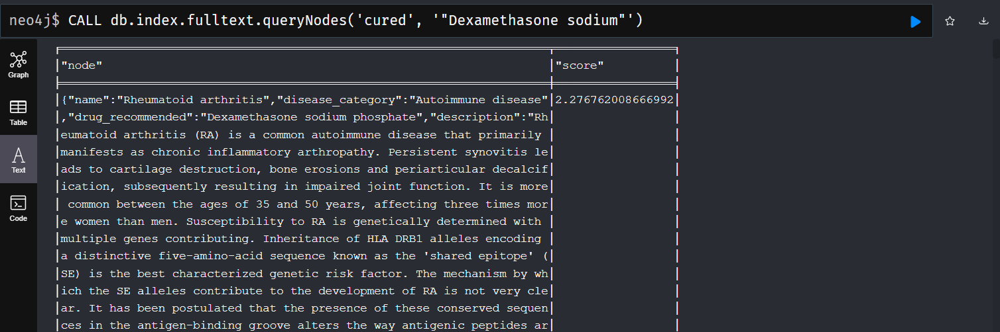 neo4j$ CALL db.index.fulltext.queryNodes('cured', '"Dexamethasone sodium"')
Graph
Table
Text
Code
"node" "score"
{"name":"Rheumatoid arthritis","disease_category":"Autoimmune disease" 2.276762008666992
,"drug_recommended":"Dexamethasone sodium phosphate","description":"Rh
eumatoid arthritis (RA) is a common autoimmune disease that primarily
manifests as chronic inflammatory arthropathy. Persistent synovitis le
ads to cartilage destruction, bone erosions and periarticular decalcif
ication, subsequently resulting in impaired joint function. It is more
common between the ages of 35 and 50 years, affecting three times mor
e women than men. Susceptibility to RA is genetically determined with
multiple genes contributing. Inheritance of HLA DRB1 alleles encoding
a distinctive five-amino-acid sequence known as the 'shared epitope' (
SE) is the best characterized genetic risk factor. The mechanism by wh
ich the SE alleles contribute to the development of RA is not very cle
ar. It has been postulated that the presence of these conserved sequen
ces in the antigen-binding groove alters the way antigenic peptides ar